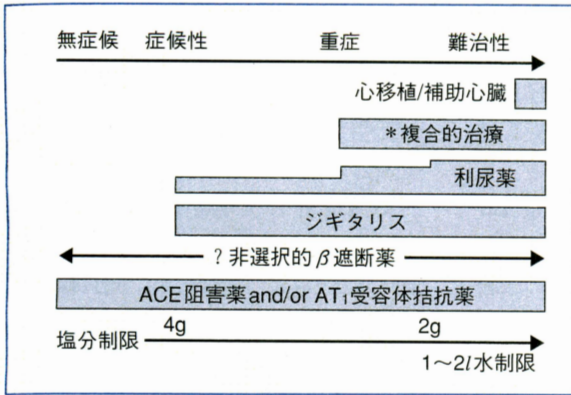 無症候 症候性 重症 難治性
心移植/補助心臓
*複合的治療
利尿薬
ジギタリス
?非選択的β遮断薬
ACE阻害薬and/or AT₁受容体拮抗薬
4g 2g
塩分制限
1〜2l水制限